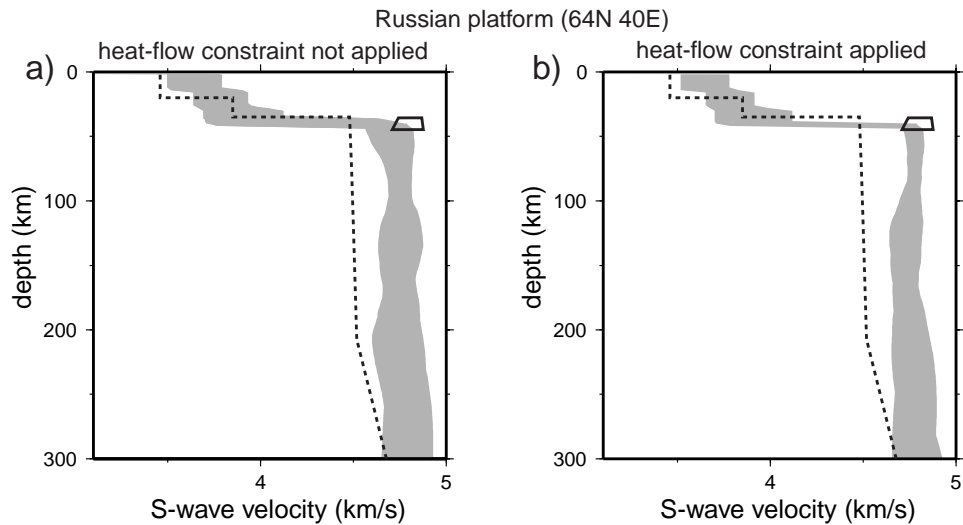 Russian platform (64N 40E)
heat-flow constraint not applied
heat-flow constraint applied
a)
b)
0
100
200
300
depth (km)
4
5
S-wave velocity (km/s)
0
100
200
300
depth (km)
4
5
S-wave velocity (km/s)